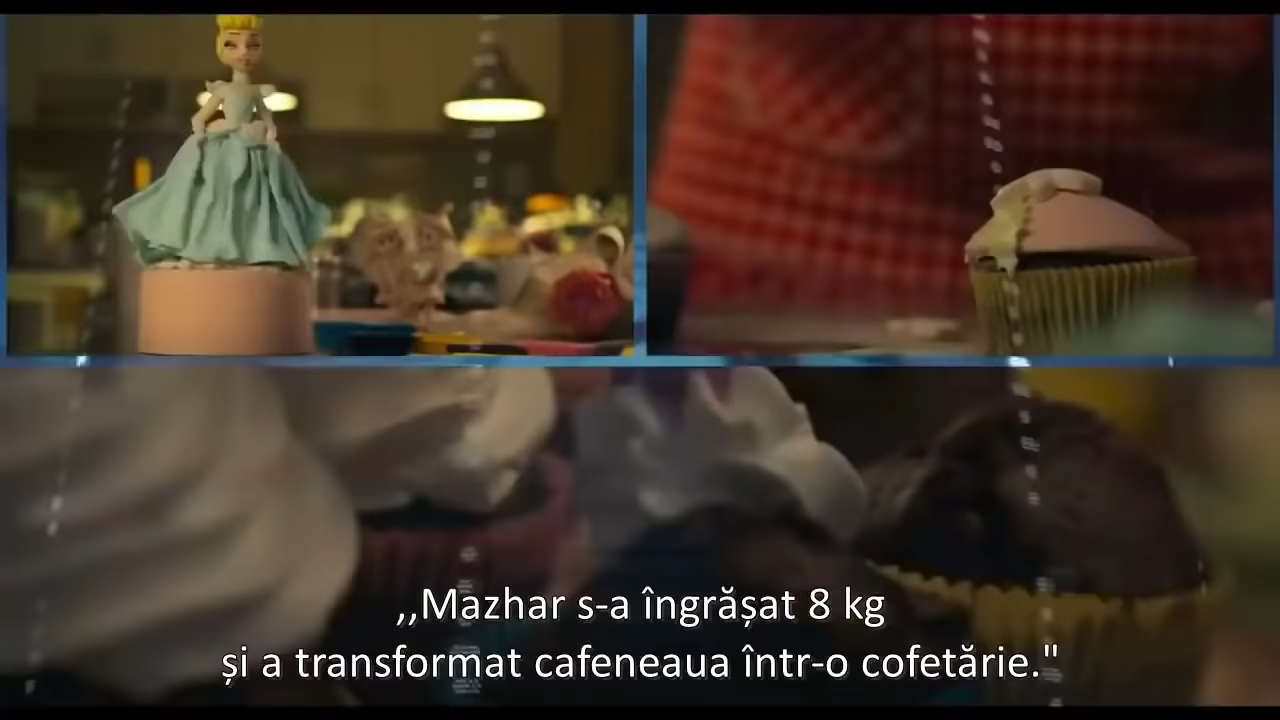 ,,Mazhar s-a îngrășat 8 kg
și a transformat cafeneaua într-o cofetărie."